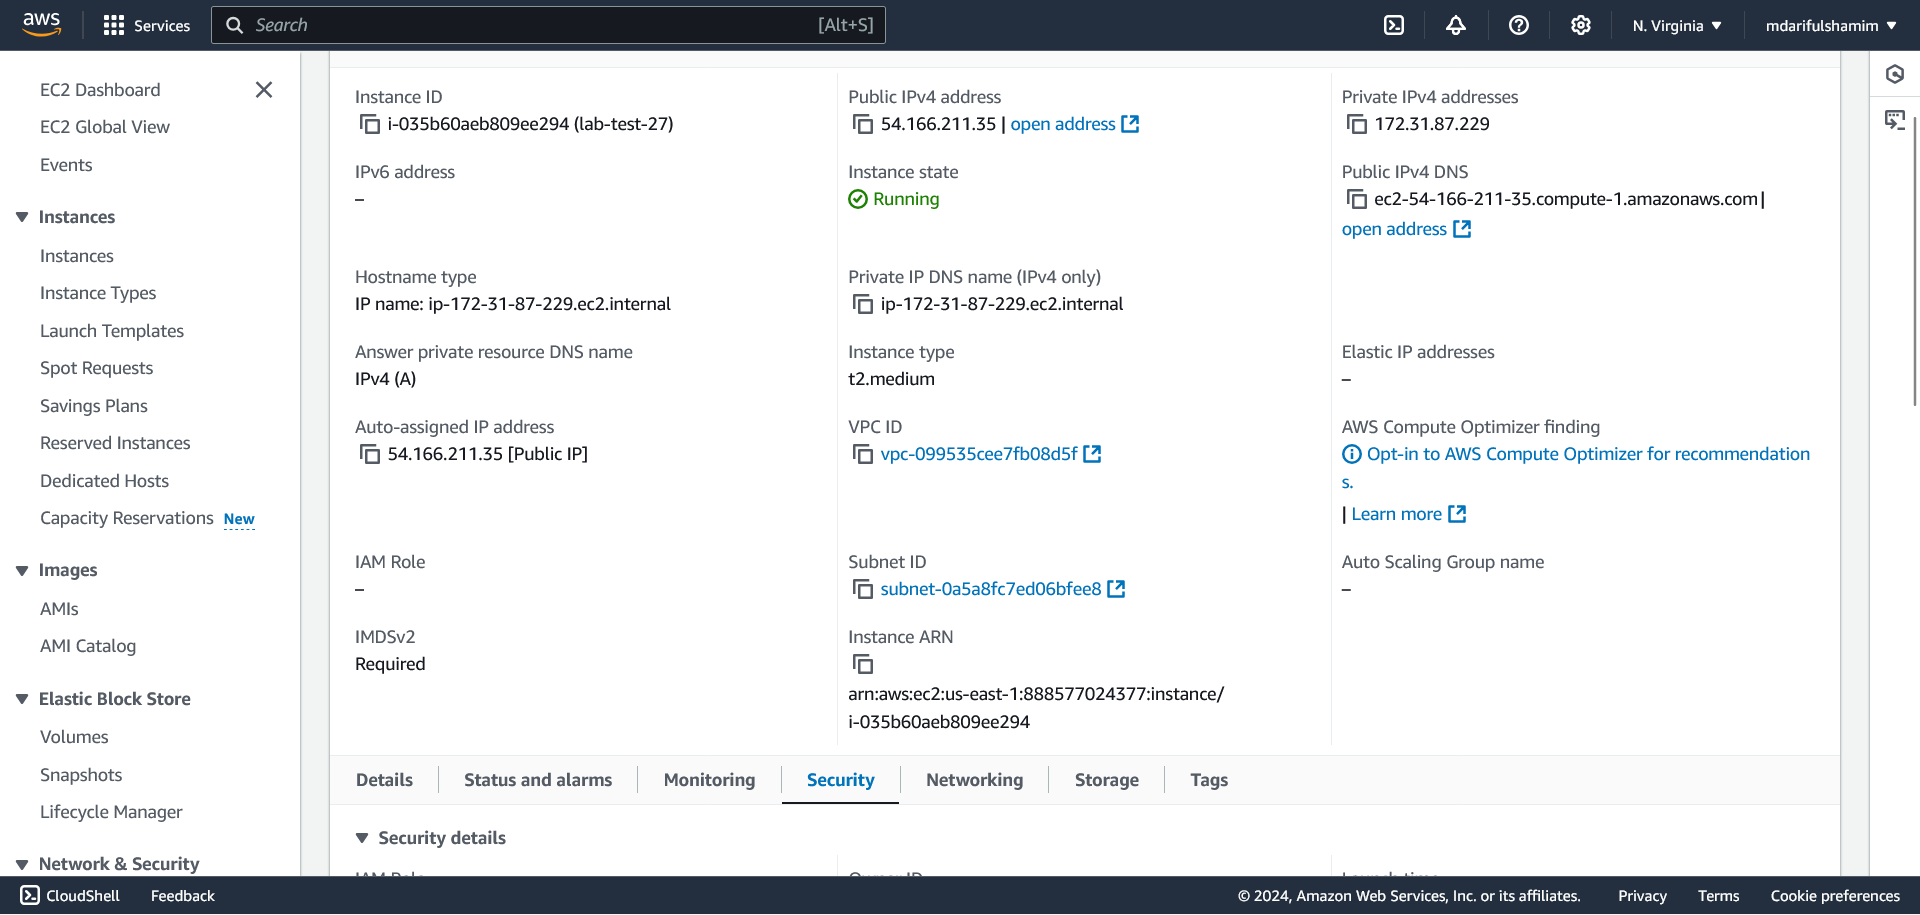 aws
Services
Search
[Alt+S]
N. Virginia
mdarifulshamim
EC2 Dashboard
EC2 Global View
Events
Instances
Instances
Instance Types
Launch Templates
Spot Requests
Savings Plans
Reserved Instances
Dedicated Hosts
Capacity Reservations New
Images
AMIs
AMI Catalog
Elastic Block Store
Volumes
Snapshots
Lifecycle Manager
Network & Security
Instance ID
i-035b60aeb809ee294 (lab-test-27)
Public IPv4 address
54.166.211.35 | open address
Private IPv4 addresses
172.31.87.229
IPv6 address
–
Instance state
Running
Public IPv4 DNS
ec2-54-166-211-35.compute-1.amazonaws.com |
open address
Hostname type
IP name: ip-172-31-87-229.ec2.internal
Private IP DNS name (IPv4 only)
ip-172-31-87-229.ec2.internal
Answer private resource DNS name
IPv4 (A)
Instance type
t2.medium
Elastic IP addresses
–
Auto-assigned IP address
54.166.211.35 [Public IP]
VPC ID
vpc-099535cee7fb08d5f
AWS Compute Optimizer finding
Opt-in to AWS Compute Optimizer for recommendation
s.
| Learn more
IAM Role
–
Subnet ID
subnet-0a5a8fc7ed06bfee8
Auto Scaling Group name
–
IMDSv2
Required
Instance ARN
arn:aws:ec2:us-east-1:888577024377:instance/
i-035b60aeb809ee294
Details
Status and alarms
Monitoring
Security
Networking
Storage
Tags
Security details
IAM Role
Owner ID
Launch time
CloudShell
Feedback
© 2024, Amazon Web Services, Inc. or its affiliates.
Privacy
Terms
Cookie preferences